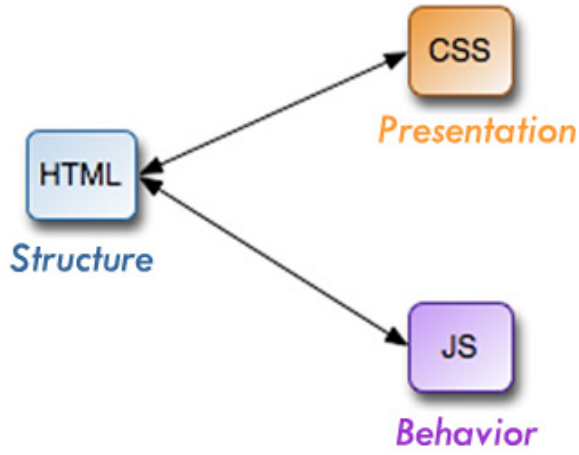 CSS
Presentation
HTML
Structure
JS
Behavior